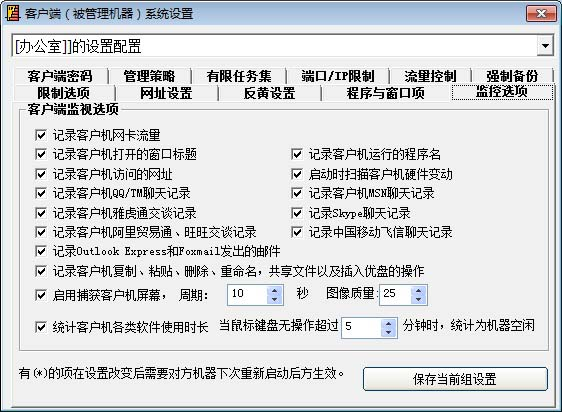 客户端（被管理机器）系统设置
[办公室]]的设置配置
客户端密码 管理策略 有限任务集 端口/IP限制 流量控制 强制备份
限制选项 网址设置 反黄设置 程序与窗口项 监控选项
客户端监视选项
记录客户机网卡流量
记录客户机打开的窗口标题 记录客户机运行的程序名
记录客户机访问的网址 启动时扫描客户机硬件变动
记录客户机QQ/TM聊天记录 记录客户机MSN聊天记录
记录客户机雅虎通交谈记录 记录Skype聊天记录
记录客户机阿里贸易通、旺旺交谈记录 记录中国移动飞信聊天记录
记录Outlook Express和Foxmail发出的邮件
记录客户机复制、粘贴、删除、重命名，共享文件以及插入优盘的操作
启用捕获客户机屏幕，周期： 10 秒 图像质量: 25
统计客户机各类软件使用时长 当鼠标键盘无操作超过 5 分钟时，统计为机器空闲
有(*)的项在设置改变后需要对方机器下次重新启动后方生效。 保存当前组设置